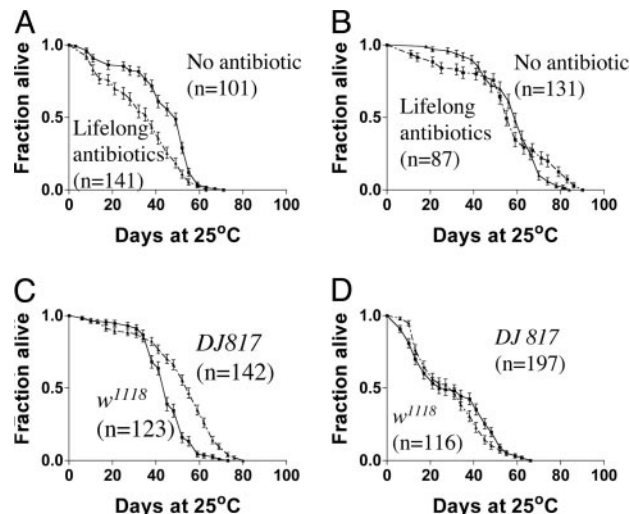 A
Fraction alive
1.0
0.5
0.0
No antibiotic
(n=101)
Lifelong
antibiotics
(n=141)
0 20 40 60 80 100
Days at 25°C
B
Fraction alive
1.0
0.5
0.0
No antibiotic
(n=131)
Lifelong
antibiotics
(n=87)
0 20 40 60 80 100
Days at 25°C
C
Fraction alive
1.0
0.5
0.0
DJ817
(n=142)
w1118
(n=123)
0 20 40 60 80 100
Days at 25°C
D
Fraction alive
1.0
0.5
0.0
DJ 817
(n=197)
w1118
(n=116)
0 20 40 60 80 100
Days at 25°C